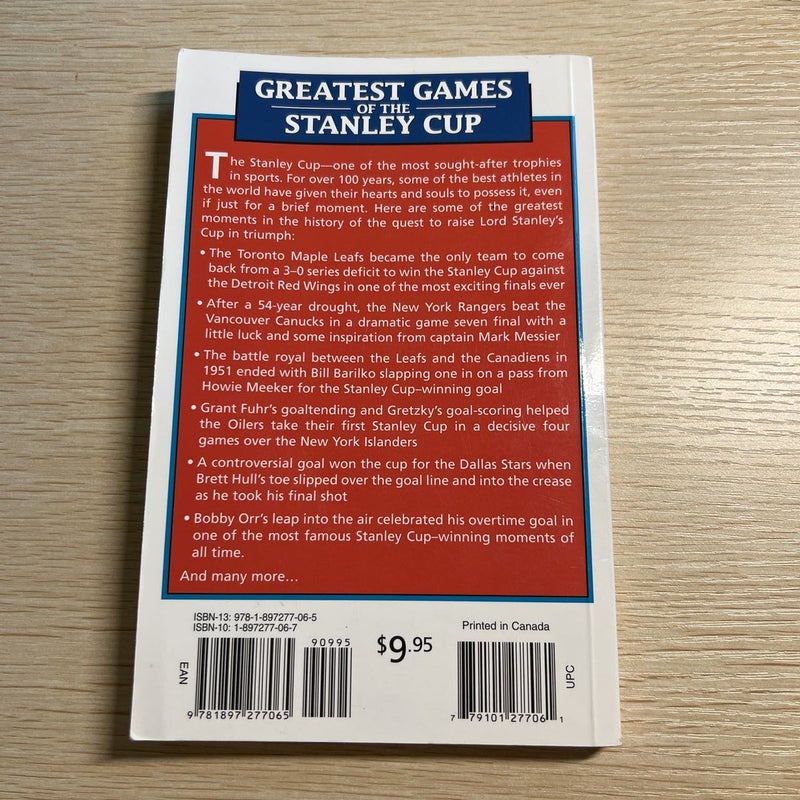 GREATEST GAMES
OF THE
STANLEY CUP
The Stanley Cup—one of the most sought-after trophies
in sports. For over 100 years, some of the best athletes in
the world have given their hearts and souls to possess it, even
if just for a brief moment. Here are some of the greatest
moments in the history of the quest to raise Lord Stanley's
Cup in triumph:
• The Toronto Maple Leafs became the only team to come
back from a 3–0 series deficit to win the Stanley Cup against
the Detroit Red Wings in one of the most exciting finals ever
• After a 54-year drought, the New York Rangers beat the
Vancouver Canucks in a dramatic game seven final with a
little luck and some inspiration from captain Mark Messier
• The battle royal between the Leafs and the Canadiens in
1951 ended with Bill Barilko slapping one in on a pass from
Howie Meeker for the Stanley Cup–winning goal
• Grant Fuhr's goaltending and Gretzky's goal-scoring helped
the Oilers take their first Stanley Cup in a decisive four
games over the New York Islanders
• A controversial goal won the cup for the Dallas Stars when
Brett Hull's toe slipped over the goal line and into the crease
as he took his final shot
• Bobby Orr's leap into the air celebrated his overtime goal in
one of the most famous Stanley Cup–winning moments of
all time.
And many more...
ISBN-13: 978-1-897277-06-5
ISBN-10: 1-897277-06-7
Printed in Canada
90995
$9.95
EAN
UPC
9 781897 277065
7 79101 27706 1